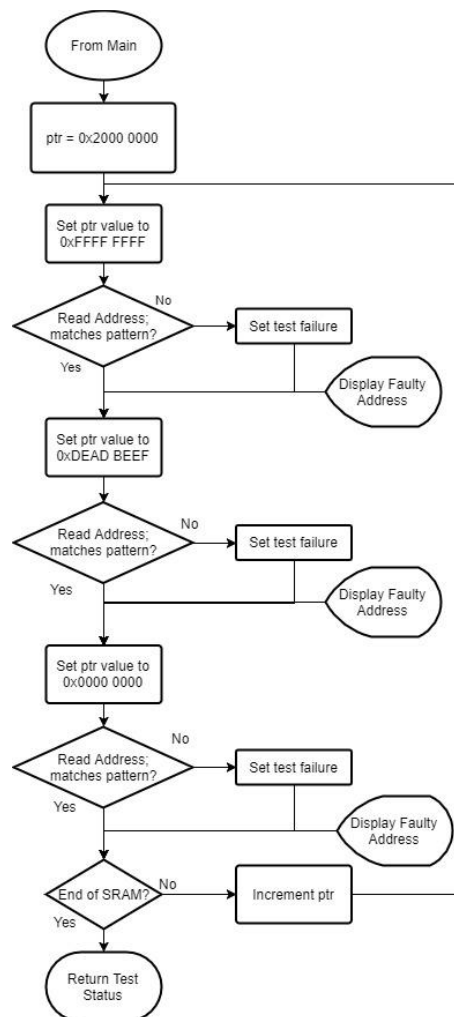 From Main
ptr = 0x2000 0000
Set ptr value to
0xFFFF FFFF
No
Read Address;
matches pattern?
Set test failure
Yes
Display Faulty
Address
Set ptr value to
0xDEAD BEEF
No
Read Address;
matches pattern?
Set test failure
Yes
Display Faulty
Address
Set ptr value to
0x0000 0000
No
Read Address;
matches pattern?
Set test failure
Yes
Display Faulty
Address
End of SRAM?
No
Increment ptr
Yes
Return Test
Status